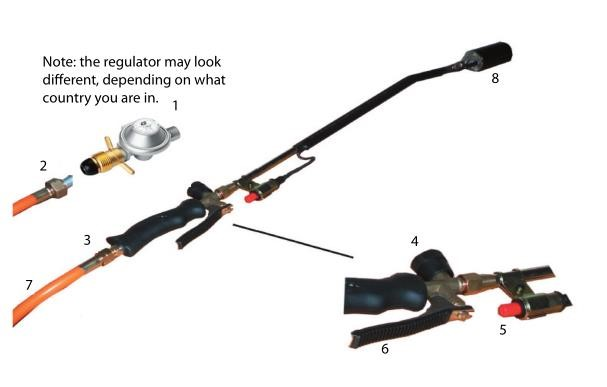 Note: the regulator may look
different, depending on what
country you are in.
1
8
2
3
4
7
5
6